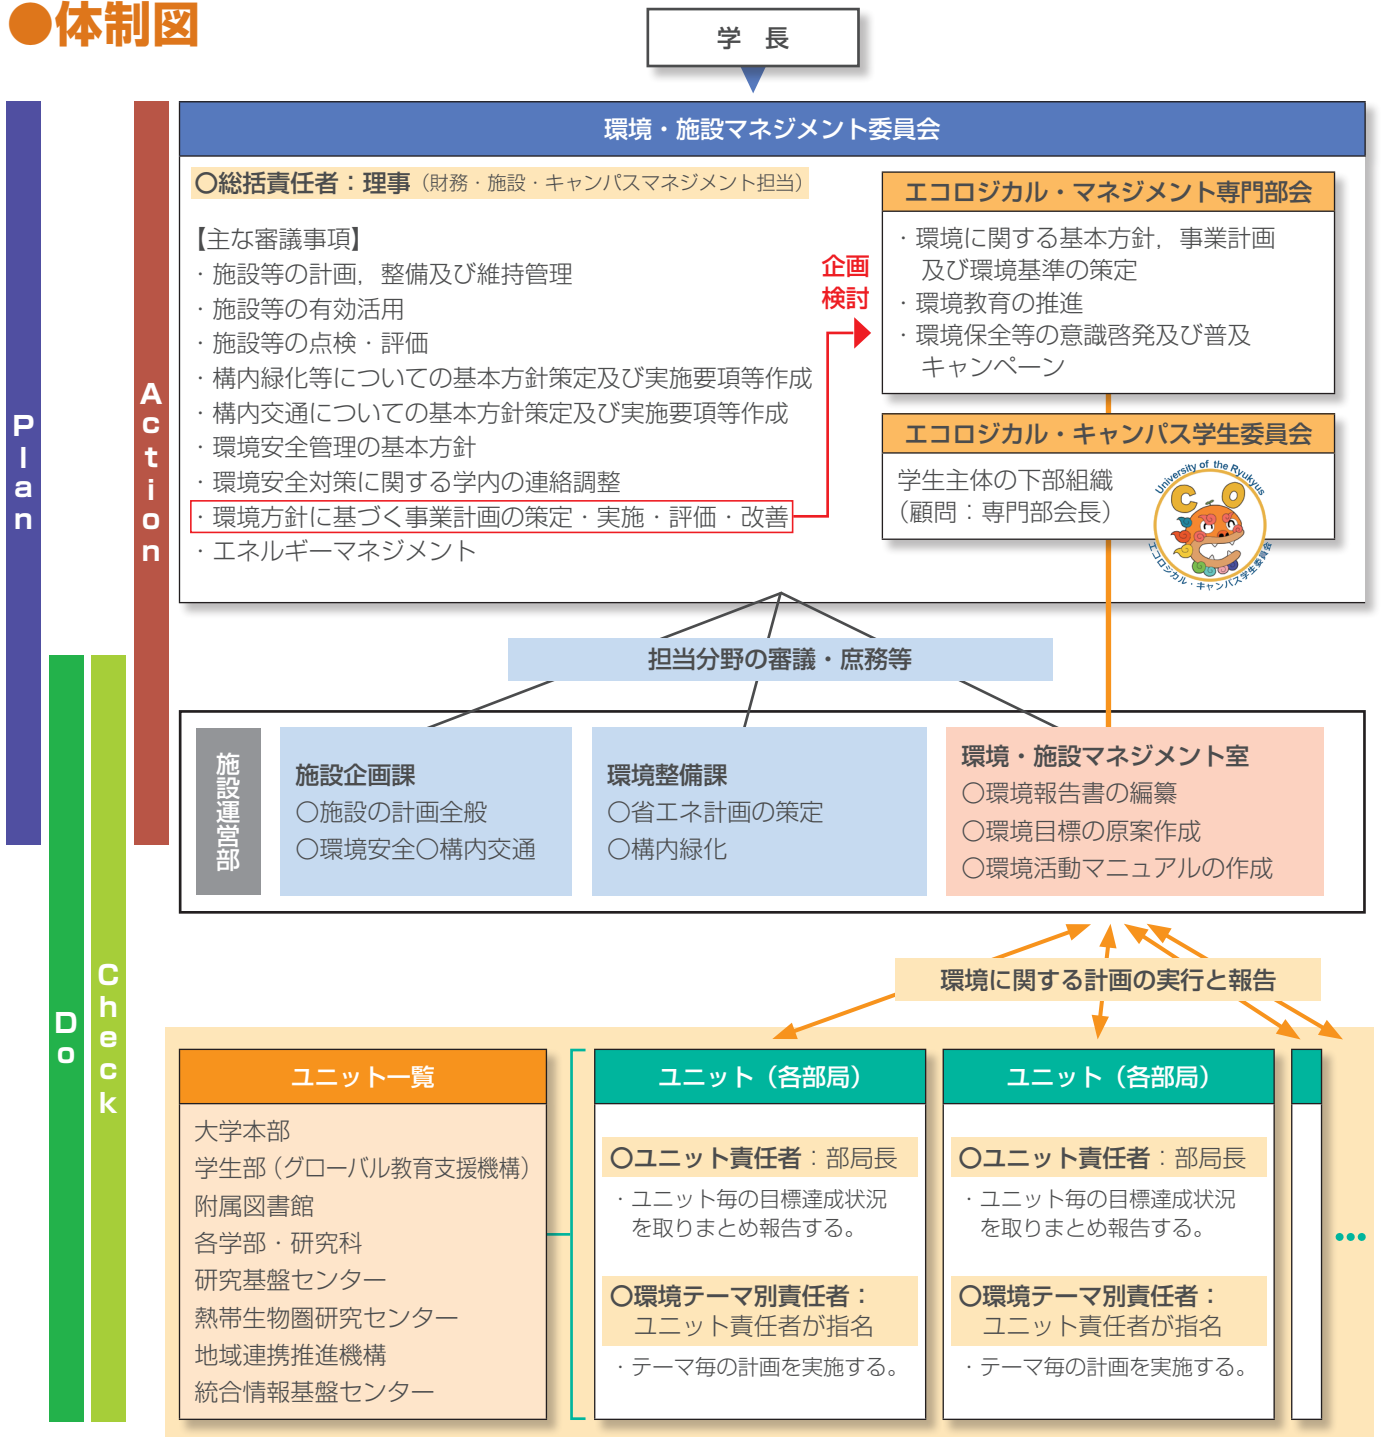 ●体制図
学 長
環境・施設マネジメント委員会
〇総括責任者：理事（財務・施設・キャンパスマネジメント担当）
【主な審議事項】
・施設等の計画，整備及び維持管理
・施設等の有効活用
・施設等の点検・評価
・構内緑化等についての基本方針策定及び実施要項等作成
・構内交通についての基本方針策定及び実施要項等作成
・環境安全管理の基本方針
・環境安全対策に関する学内の連絡調整
・環境方針に基づく事業計画の策定・実施・評価・改善
・エネルギーマネジメント
企画
検討
エコロジカル・マネジメント専門部会
・環境に関する基本方針，事業計画
及び環境基準の策定
・環境教育の推進
・環境保全等の意識啓発及び普及
キャンペーン
エコロジカル・キャンパス学生委員会
学生主体の下部組織
（顧問：専門部会長）
University of the Ryukyus
エコロジカル・キャンパス学生委員会
Plan
Action
Do
Check
担当分野の審議・庶務等
施設運営部
施設企画課
〇施設の計画全般
〇環境安全〇構内交通
環境整備課
〇省エネ計画の策定
〇構内緑化
環境・施設マネジメント室
〇環境報告書の編纂
〇環境目標の原案作成
〇環境活動マニュアルの作成
環境に関する計画の実行と報告
ユニット一覧
大学本部
学生部（グローバル教育支援機構）
附属図書館
各学部・研究科
研究基盤センター
熱帯生物圏研究センター
地域連携推進機構
統合情報基盤センター
ユニット（各部局）
〇ユニット責任者：部局長
・ユニット毎の目標達成状況
を取りまとめ報告する。
〇環境テーマ別責任者：
ユニット責任者が指名
・テーマ毎の計画を実施する。
ユニット（各部局）
〇ユニット責任者：部局長
・ユニット毎の目標達成状況
を取りまとめ報告する。
〇環境テーマ別責任者：
ユニット責任者が指名
・テーマ毎の計画を実施する。
•••